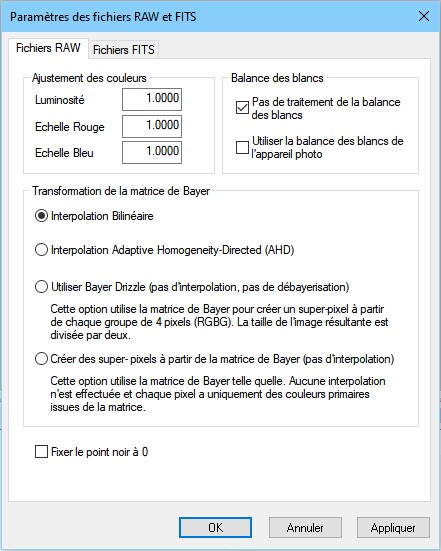 Paramètres des fichiers RAW et FITS
Fichiers RAW
Fichiers FITS
Ajustement des couleurs
Luminosité
1.0000
Echelle Rouge
1.0000
Echelle Bleu
1.0000
Balance des blancs
Pas de traitement de la balance
des blancs
Utiliser la balance des blancs de
l'appareil photo
Transformation de la matrice de Bayer
Interpolation Bilinéaire
Interpolation Adaptive Homogeneity-Directed (AHD)
Utiliser Bayer Drizzle (pas d'interpolation, pas de débayerisation)
Cette option utilise la matrice de Bayer pour créer un super-pixel à partir
de chaque groupe de 4 pixels (RGBG). La taille de l'image résultante est
divisée par deux.
Créer des super- pixels à partir de la matrice de Bayer (pas d'interpolation)
Cette option utilise la matrice de Bayer telle quelle. Aucune interpolation
n'est effectuée et chaque pixel a uniquement des couleurs primaires
issues de la matrice.
Fixer le point noir à 0
OK
Annuler
Appliquer